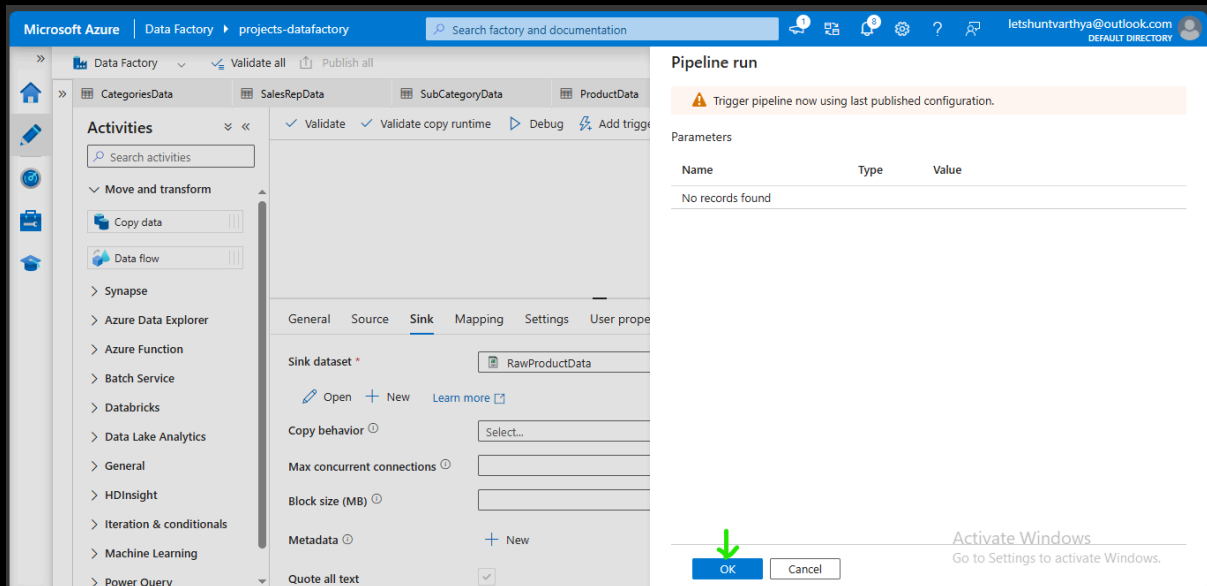 Microsoft Azure
Data Factory
projects-datafactory
Search factory and documentation
1
8
letshuntvarthya@outlook.com
DEFAULT DIRECTORY
Data Factory
Validate all
Publish all
CategoriesData
SalesRepData
SubCategoryData
ProductData
Activities
Search activities
Move and transform
Copy data
Data flow
Synapse
Azure Data Explorer
Azure Function
Batch Service
Databricks
Data Lake Analytics
General
HDInsight
Iteration & conditionals
Machine Learning
Power Query
Validate
Validate copy runtime
Debug
Add trigge
General
Source
Sink
Mapping
Settings
User prope
Sink dataset *
RawProductData
Open
New
Learn more
Copy behavior
Select...
Max concurrent connections
Block size (MB)
Metadata
New
Quote all text
Pipeline run
Trigger pipeline now using last published configuration.
Parameters
Name Type Value
No records found
OK
Cancel
Activate Windows
Go to Settings to activate Windows.